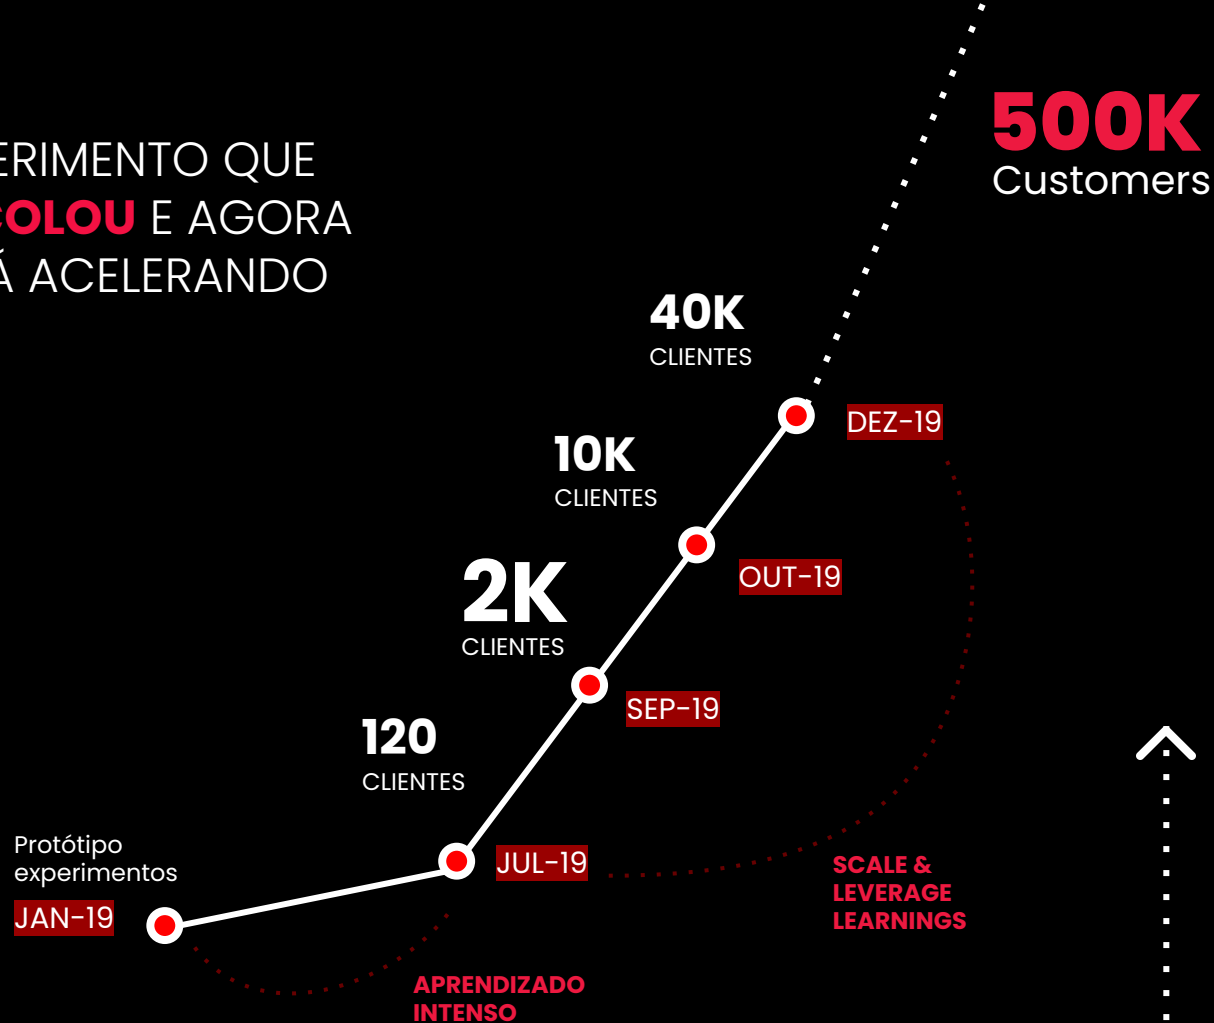 500K
Customers
ERIMENTO QUE
COLOU E AGORA
Ã ACELERANDO
40K
CLIENTES
DEZ-19
10K
CLIENTES
OUT-19
2K
CLIENTES
SEP-19
120
CLIENTES
JUL-19
Protótipo
experimentos
JAN-19
SCALE &
LEVERAGE
LEARNINGS
APRENDIZADO
INTENSO